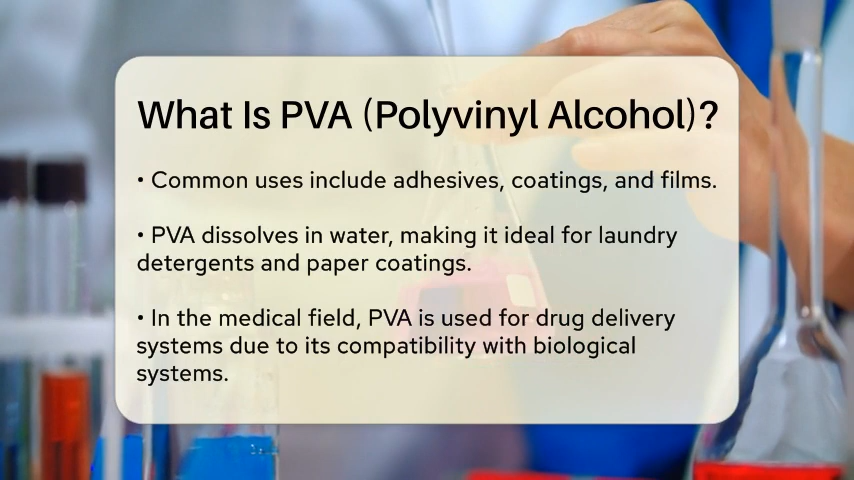 What Is PVA (Polyvinyl Alcohol)?
• Common uses include adhesives, coatings, and films.
• PVA dissolves in water, making it ideal for laundry
detergents and paper coatings.
• In the medical field, PVA is used for drug delivery
systems due to its compatibility with biological
systems.